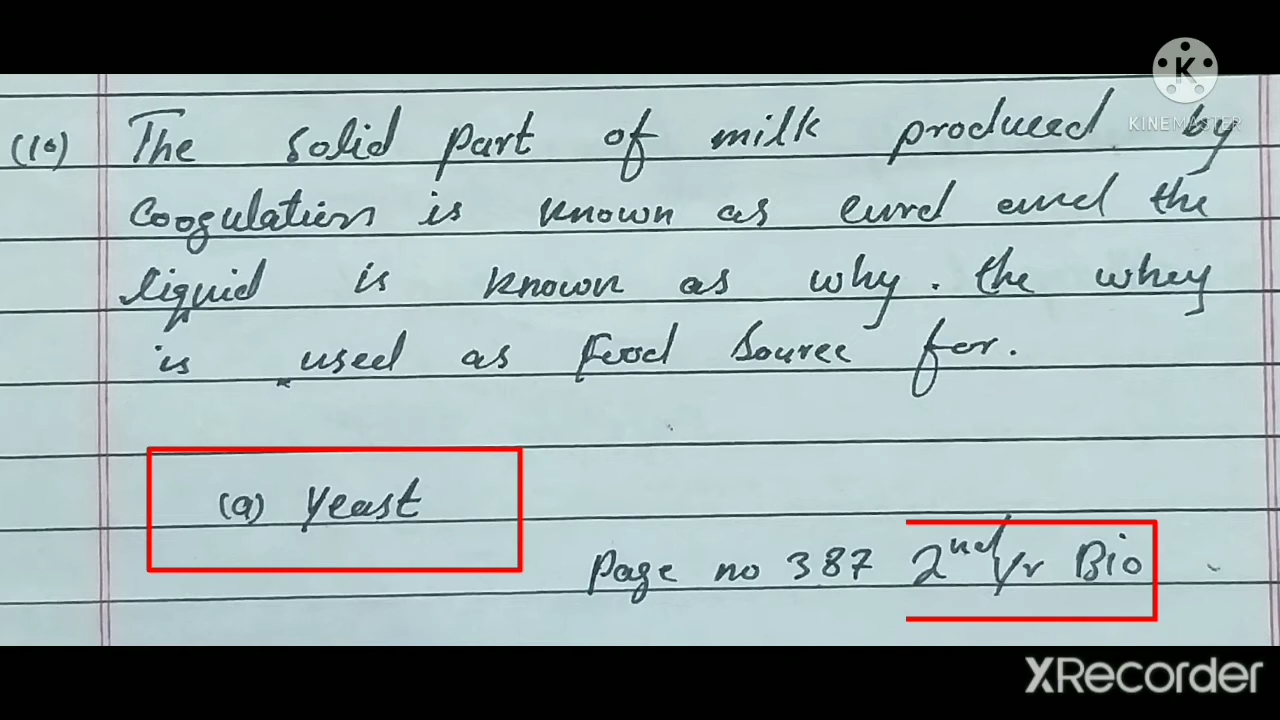 K
KINEMASTER
(10) The solid part of milk produced by
Coogulation is known as curd and the
liquid is known as why. the whey
is used as food source for.
(a) Yeast
Page no 387 2nd/yr Bio
XRecorder